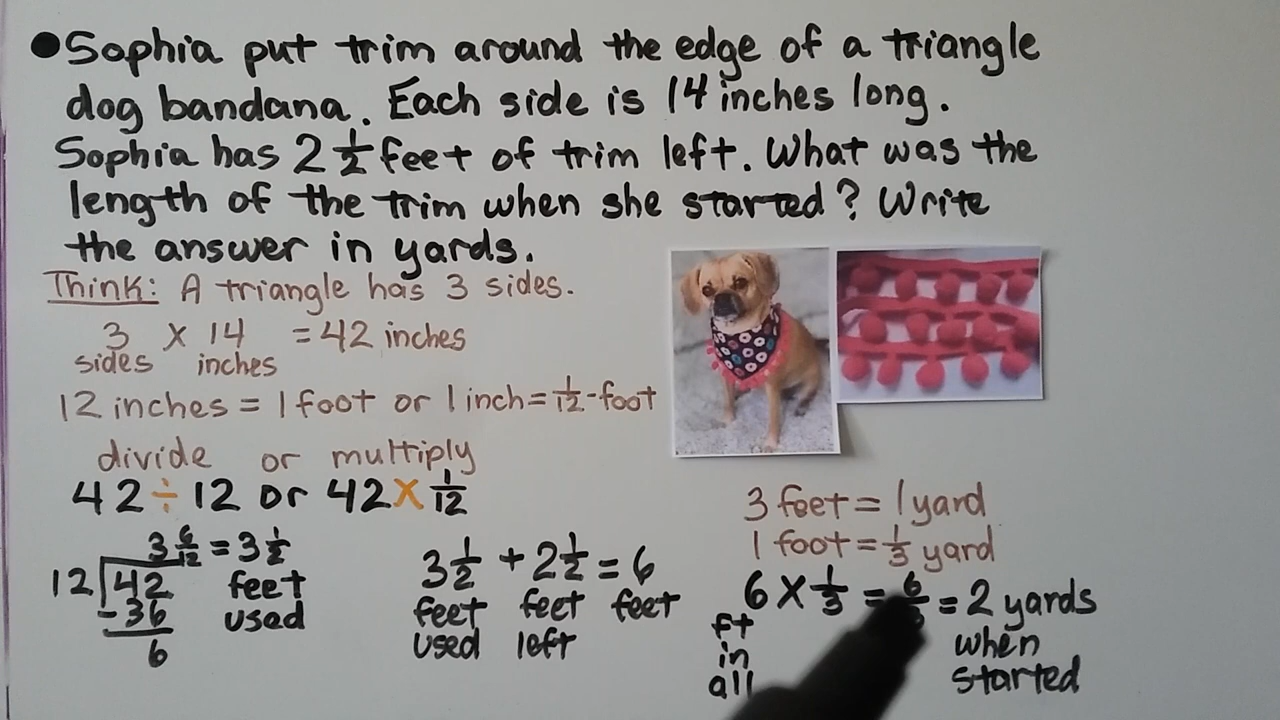 ● Sophia put trim around the edge of a triangle
dog bandana. Each side is 14 inches long.
Sophia has 2 1/2 feet of trim left. What was the
length of the trim when she started? Write
the answer in yards.
Think: A triangle has 3 sides.
3 X 14 = 42 inches
sides inches
12 inches = 1 foot or 1 inch = 1/12-foot
divide or multiply
42 ÷ 12 or 42 X 1/12
3 6/12 = 3 1/2
12 42 feet
-36 used
6
3 1/2 + 2 1/2 = 6
feet feet feet
used left
3 feet = 1 yard
1 foot = 1/3 yard
6 X 1/3 = 6/3 = 2 yards
ft when
in started
all